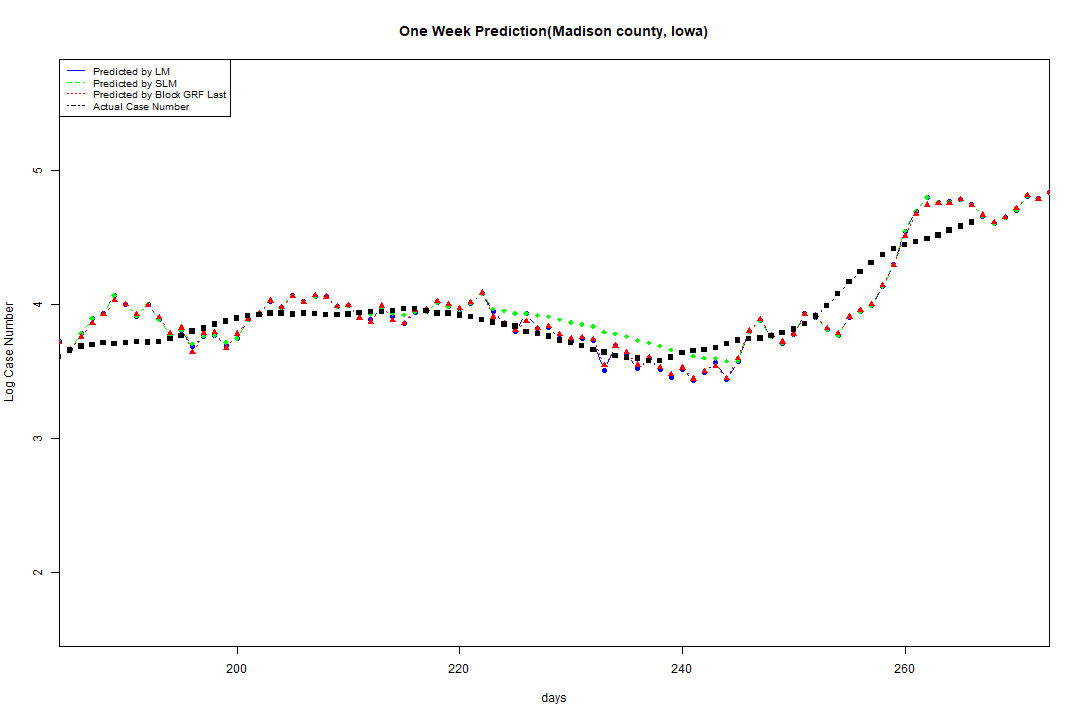 One Week Prediction(Madison county, Iowa)
Predicted by LM
Predicted by SLM
Predicted by Block GRF Last
Actual Case Number
Log Case Number
5
4
3
2
200
220
240
260
days